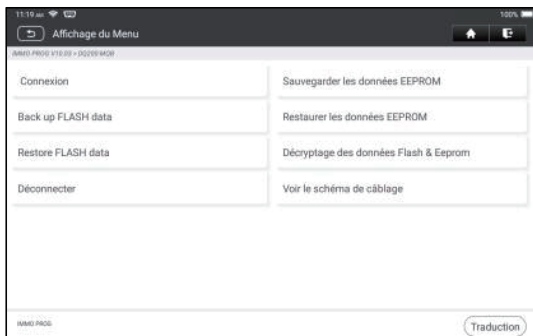 11:19 AM
100%
Affichage du Menu
IMMO PROG > DQ200-MQB
Connexion
Sauvegarder les données EEPROM
Back up FLASH data
Restaurer les données EEPROM
Restore FLASH data
Décryptage des données Flash & Eeprom
Déconnecter
Voir le schéma de câblage
IMMO PROG
Traduction